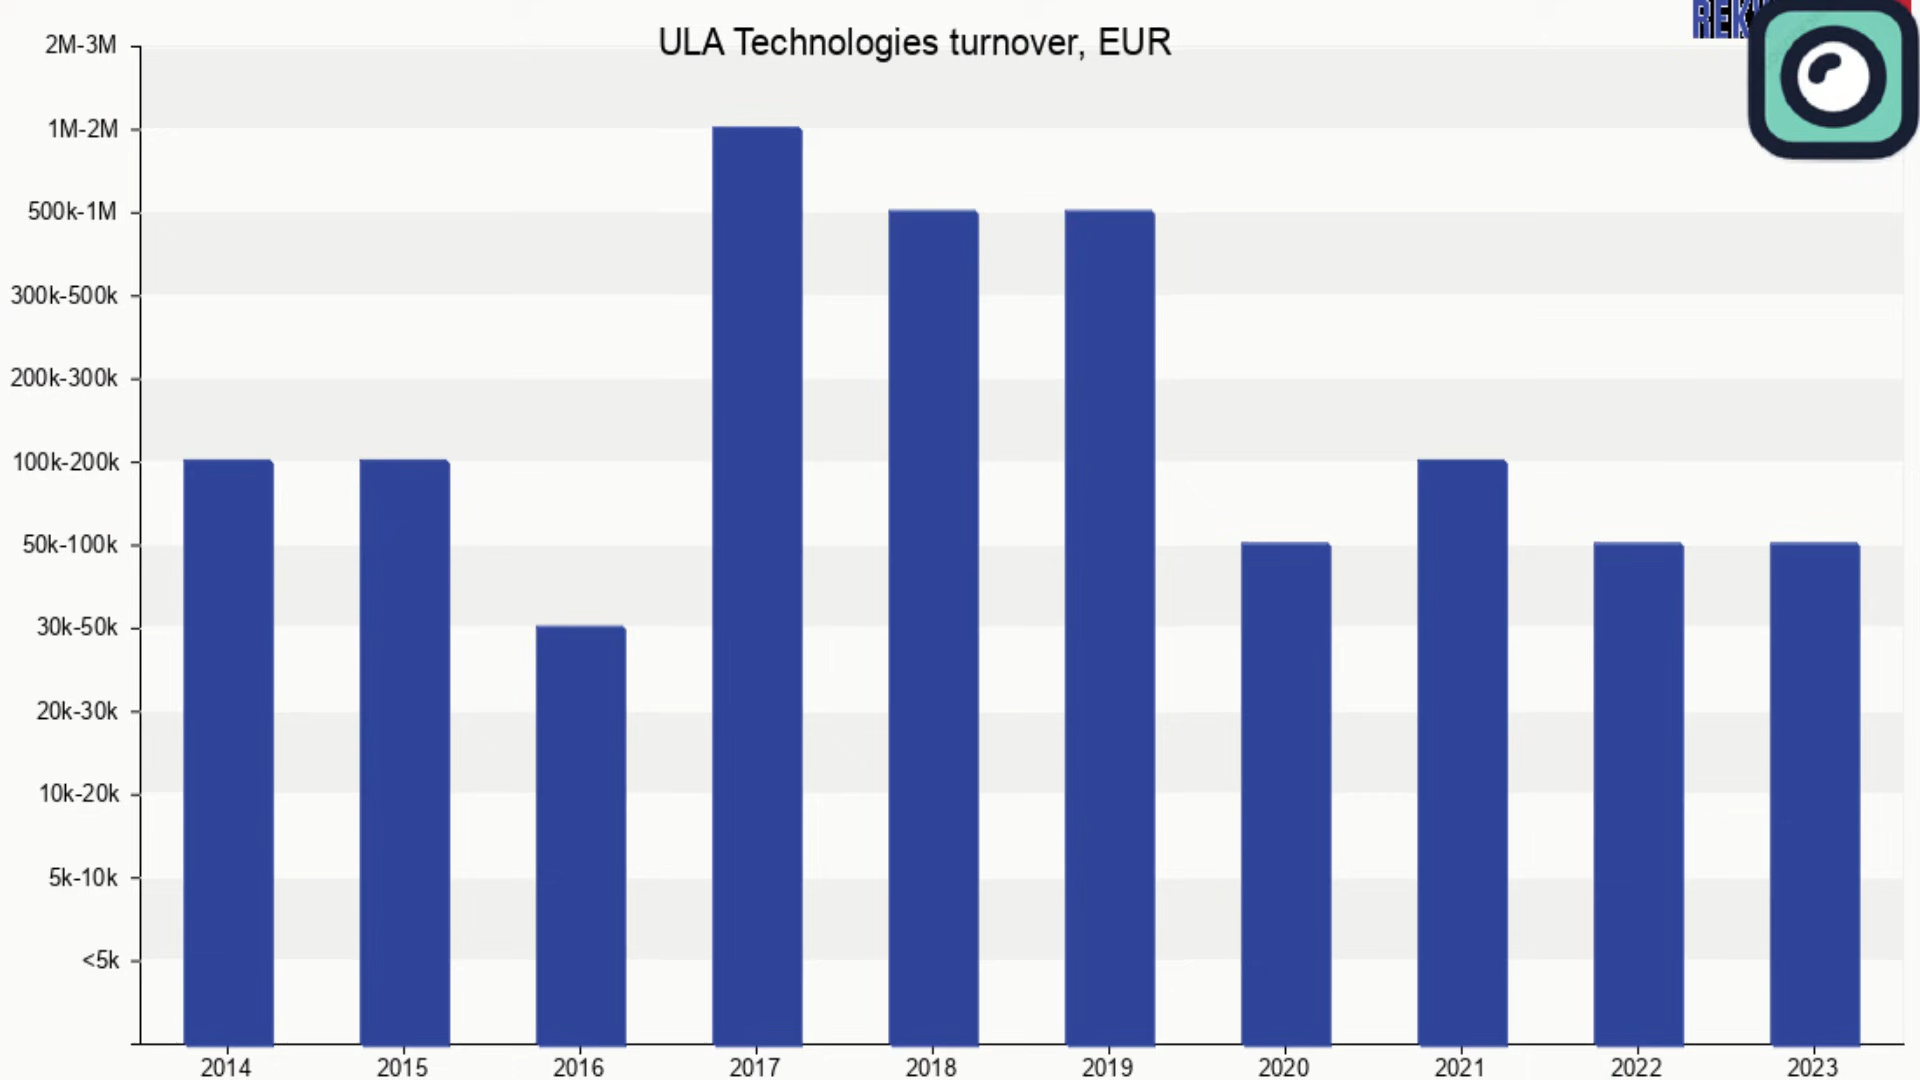 ULA Technologies turnover, EUR
2M-3M
1M-2M
500k-1M
300k-500k
200k-300k
100k-200k
50k-100k
30k-50k
20k-30k
10k-20k
5k-10k
<5k
2014 2015 2016 2017 2018 2019 2020 2021 2022 2023